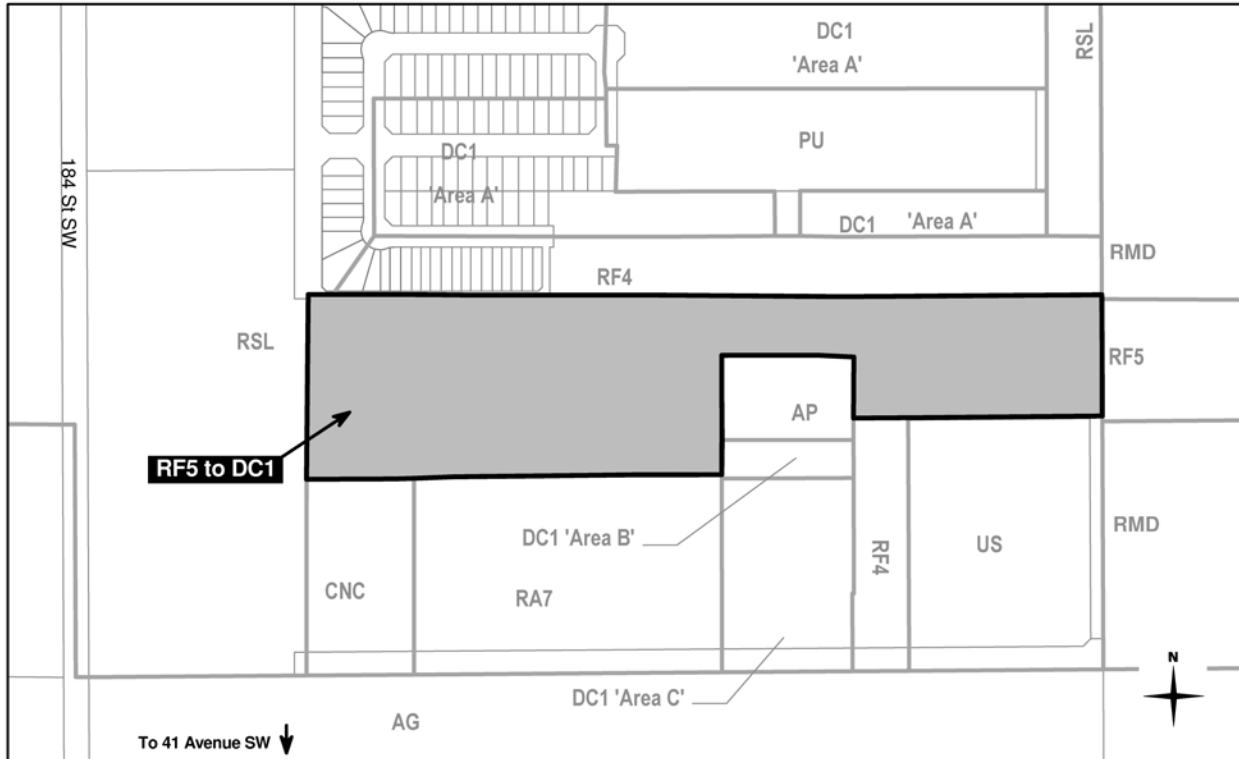 DC1
'Area A'
RSL
PU
DC1
'Area A'
184 St SW
DC1 'Area A'
RMD
RF4
RSL
RF5
AP
RF5 to DC1
DC1 'Area B'
RF4
US
RMD
CNC
RA7
N
DC1 'Area C'
AG
To 41 Avenue SW